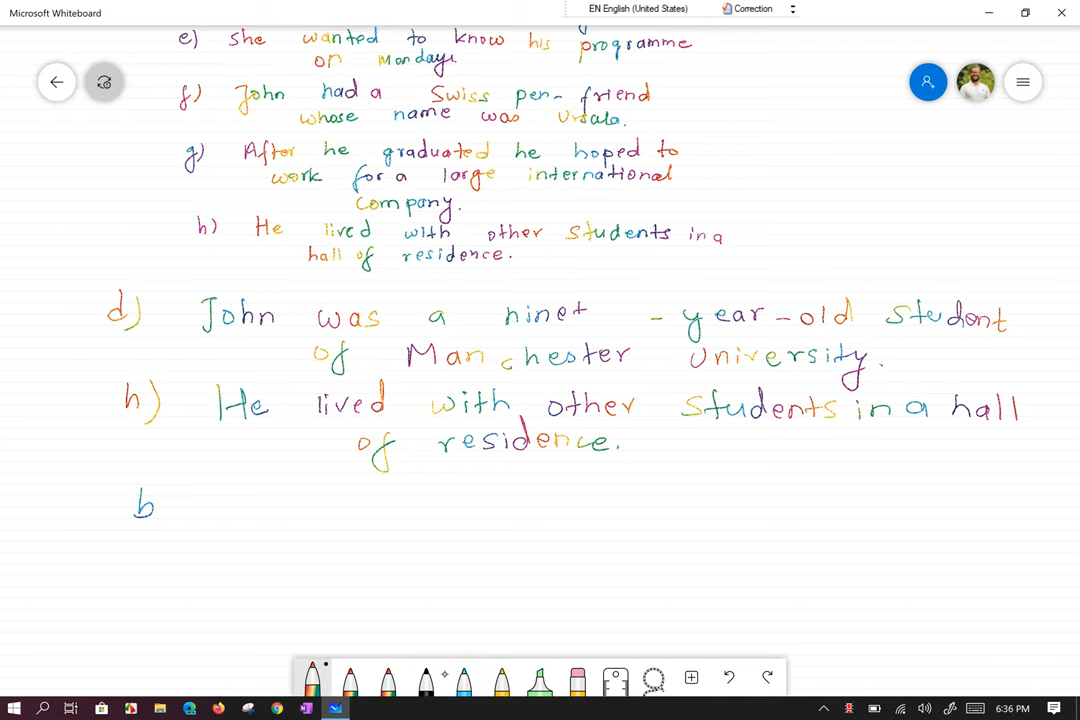 Microsoft Whiteboard
EN English (United States)
Correction
e) She wanted to know his programme
on Mondays
f) John had a Swiss pen-friend
whose name was Ursala.
g) After he graduated he hoped to
work for a large international
company.
h) He lived with other students in a
hall of residence.
d) John was a ninet -year-old student
of Manchester University.
h) He lived with other students in a hall
of residence.
b
6:36 PM